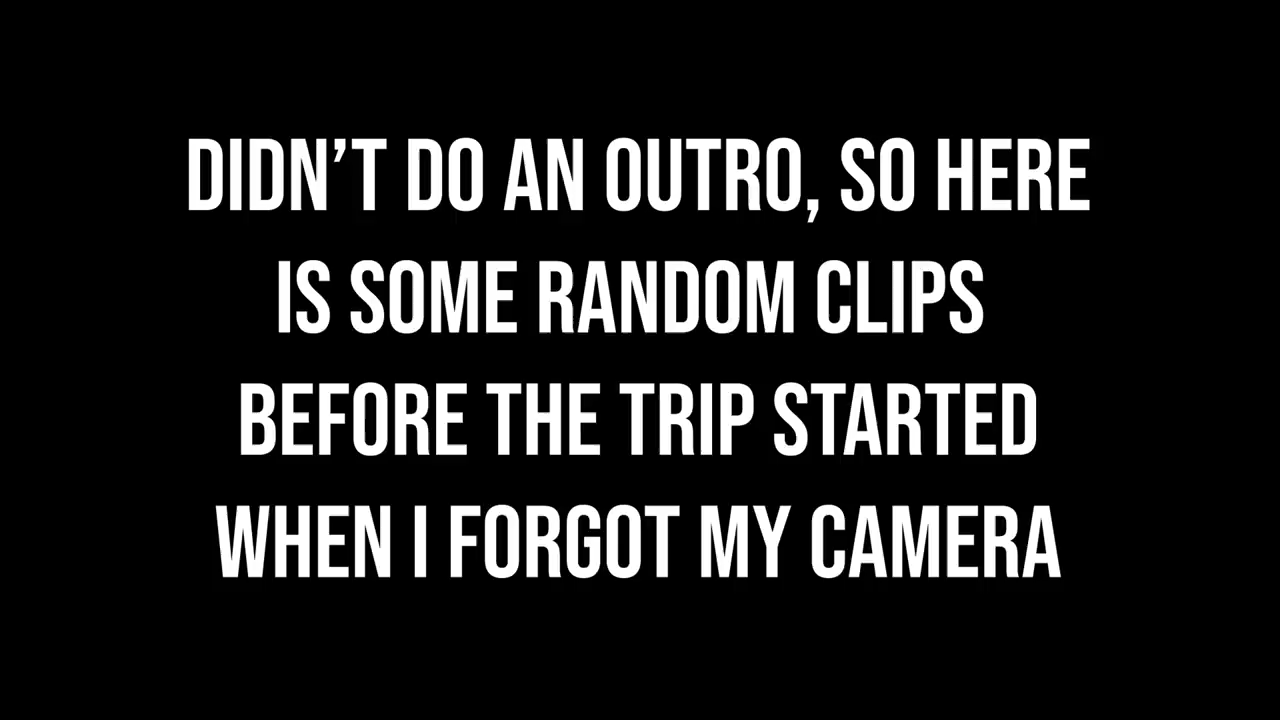 DIDN’T DO AN OUTRO, SO HERE
IS SOME RANDOM CLIPS
BEFORE THE TRIP STARTED
WHEN I FORGOT MY CAMERA